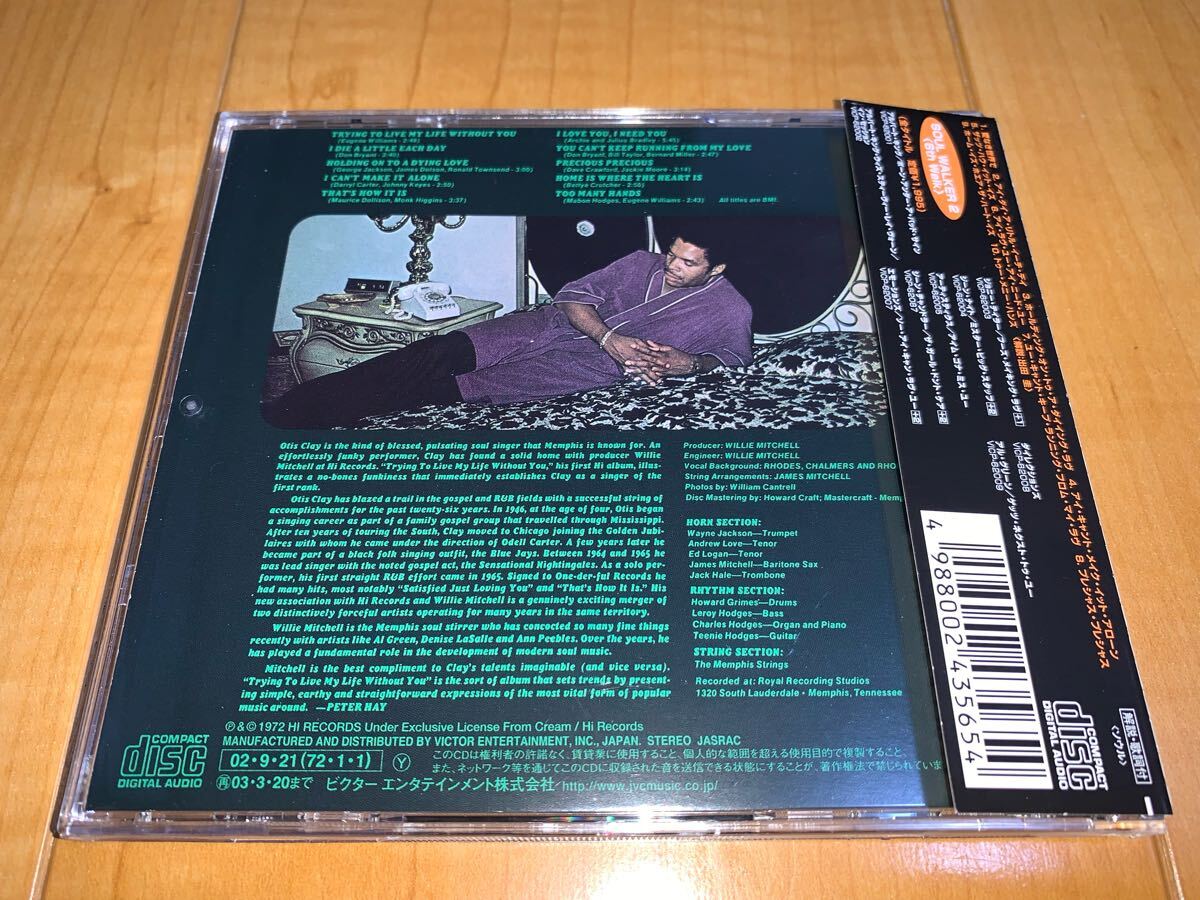 TRYING TO LIVE MY LIFE WITHOUT YOU
(Eugene Williams - 2:48)
I DIE A LITTLE EACH DAY
(Don Bryant - 2:40)
HOLDING ON TO A DYING LOVE
(George Jackson, James Dotson, Ronald Townsend - 3:00)
I CAN'T MAKE IT ALONE
(Darryl Carter, Johnny Keyes - 2:50)
THAT'S HOW IT IS
(Maurice Dollison, Monk Higgins - 3:37)
I LOVE YOU, I NEED YOU
(Archie and Julius Bradley - 5:45)
YOU CAN'T KEEP RUNNING FROM MY LOVE
(Don Bryant, Bill Taylor, Bernard Miller - 2:47)
PRECIOUS PRECIOUS
(Dave Crawford, Jackie Moore - 3:18)
HOME IS WHERE THE HEART IS
(Bettye Crutcher - 2:50)
TOO MANY HANDS
(Mabon Hodges, Eugene Williams - 2:43) All titles are BMI.
Otis Clay is the kind of blessed, pulsating soul singer that Memphis is known for. An
effortlessly funky performer, Clay has found a solid home with producer Willie
Mitchell at Hi Records. "Trying To Live My Life Without You," his first Hi album, illus-
trates a no-bones funkiness that immediately establishes Clay as a singer of the
first rank.
Otis Clay has blazed a trail in the gospel and R&B fields with a successful string of
accomplishments for the past twenty-six years. In 1946, at the age of four, Otis began
a singing career as part of a family gospel group that travelled through Mississippi.
After ten years of touring the South, Clay moved to Chicago joining the Golden Jubi-
laires with whom he came under the direction of Odell Carter. A few years later he
became part of a black folk singing outfit, the Blue Jays. Between 1964 and 1965 he
was lead singer with the noted gospel act, the Sensational Nightingales. As a solo per-
former, his first straight R&B effort came in 1965. Signed to One-der-ful Records he
had many hits, most notably "Satisfied Just Loving You" and "That's How It Is." His
new association with Hi Records and Willie Mitchell is a genuinely exciting merger of
two distinctively forceful artists operating for many years in the same territory.
Willie Mitchell is the Memphis soul stirrer who has concocted so many fine things
recently with artists like Al Green, Denise LaSalle and Ann Peebles. Over the years, he
has played a fundamental role in the development of modern soul music.
Mitchell is the best compliment to Clay's talents imaginable (and vice versa).
"Trying To Live My Life Without You" is the sort of album that sets trends by present-
ing simple, earthy and straightforward expressions of the most vital form of popular
music around. —PETER HAY
Producer: WILLIE MITCHELL
Engineer: WILLIE MITCHELL
Vocal Background: RHODES, CHALMERS AND RHO
String Arrangements: JAMES MITCHELL
Photos by: William Cantrell
Disc Mastering by: Howard Craft; Mastercraft - Memp
HORN SECTION:
Wayne Jackson—Trumpet
Andrew Love—Tenor
Ed Logan—Tenor
James Mitchell—Baritone Sax
Jack Hale—Trombone
RHYTHM SECTION:
Howard Grimes—Drums
Leroy Hodges—Bass
Charles Hodges—Organ and Piano
Teenie Hodges—Guitar
STRING SECTION:
The Memphis Strings
Recorded at: Royal Recording Studios
1320 South Lauderdale • Memphis, Tennessee
Ⓟ&© 1972 HI RECORDS Under Exclusive License From Cream / Hi Records
MANUFACTURED AND DISTRIBUTED BY VICTOR ENTERTAINMENT, INC., JAPAN. STEREO JASRAC
COMPACT disc DIGITAL AUDIO
02・9・21(72・1・1) Ⓨ
再 03・3・20まで ビクター エンタテインメント株式会社
このCDは権利者の許諾なく、賃貸業に使用すること、個人的な範囲を超える使用目的で複製すること、
また、ネットワーク等を通じてこのCDに収録された音を送信できる状態にすることが、著作権法で禁じられていま
http://www.jvcmusic.co.jp/
SOUL WALKER 2
(6th Walk)
4 988002 435654
COMPACT disc DIGITAL AUDIO
解説・歌詞付